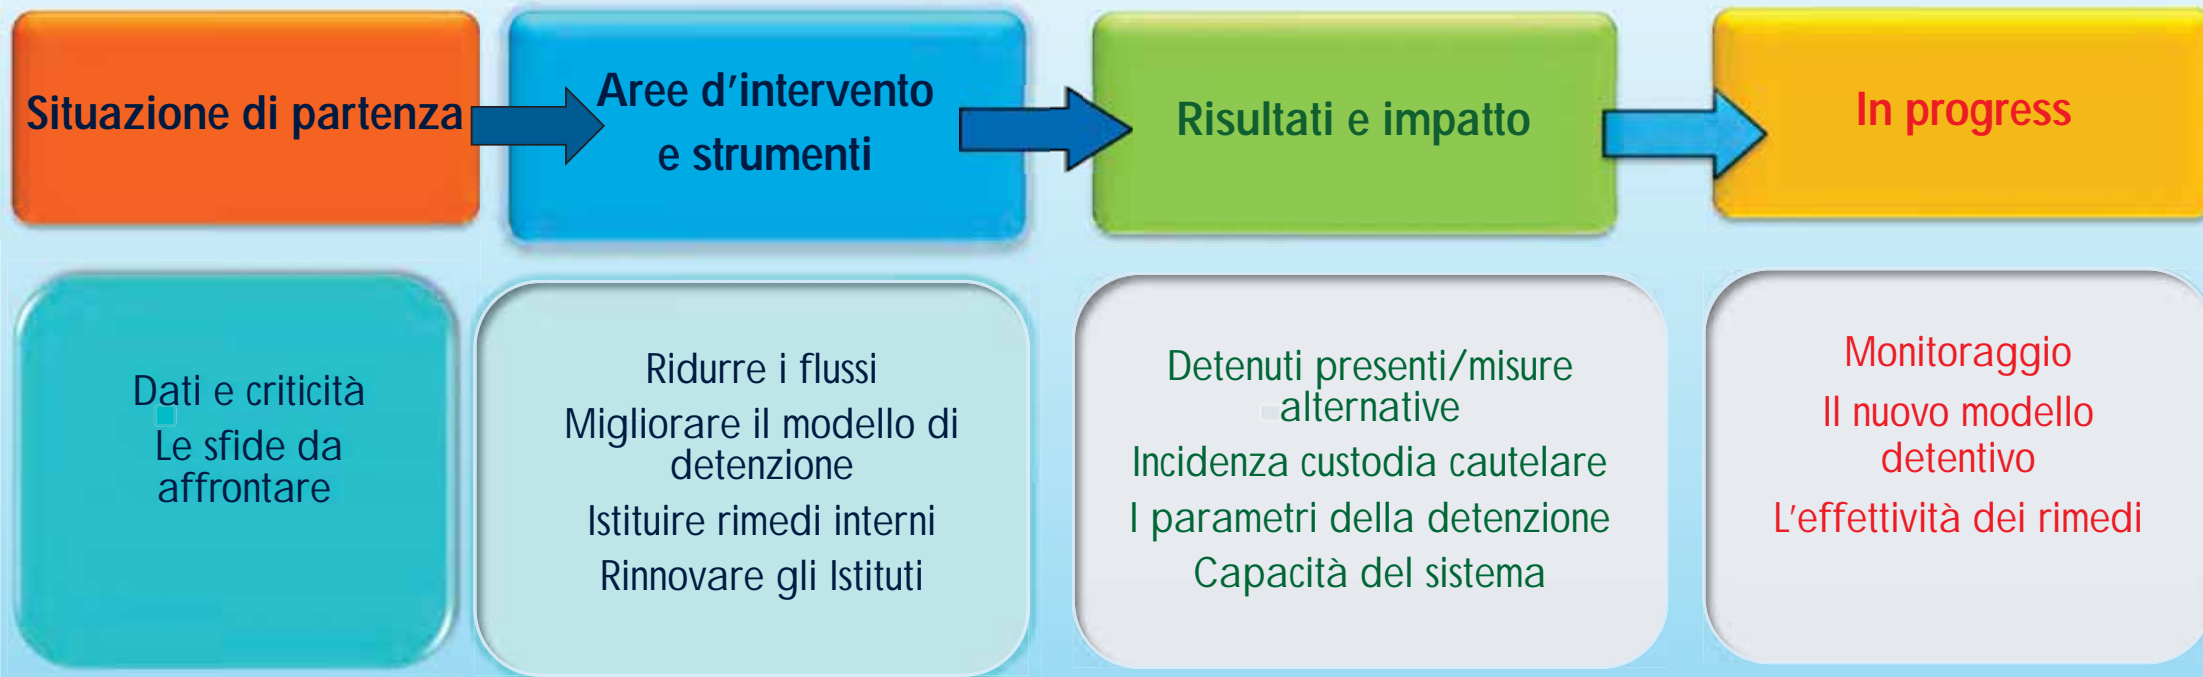 Situazione di partenza
Aree d'intervento
e strumenti
Risultati e impatto
In progress
Dati e criticità
Le sfide da
affrontare
Ridurre i flussi
Migliorare il modello di
detenzione
Istituire rimedi interni
Rinnovare gli Istituti
Detenuti presenti/misure
alternative
Incidenza custodia cautelare
I parametri della detenzione
Capacità del sistema
Monitoraggio
Il nuovo modello
detentivo
L'effettività dei rimedi